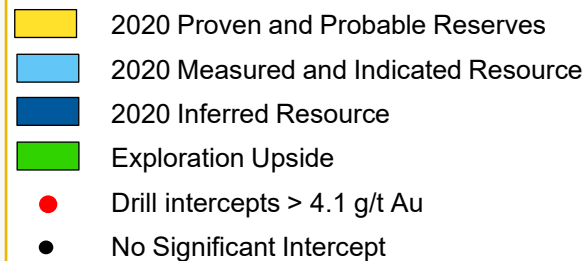 2020 Proven and Probable Reserves
2020 Measured and Indicated Resource
2020 Inferred Resource
Exploration Upside
Drill intercepts > 4.1 g/t Au
No Significant Intercept